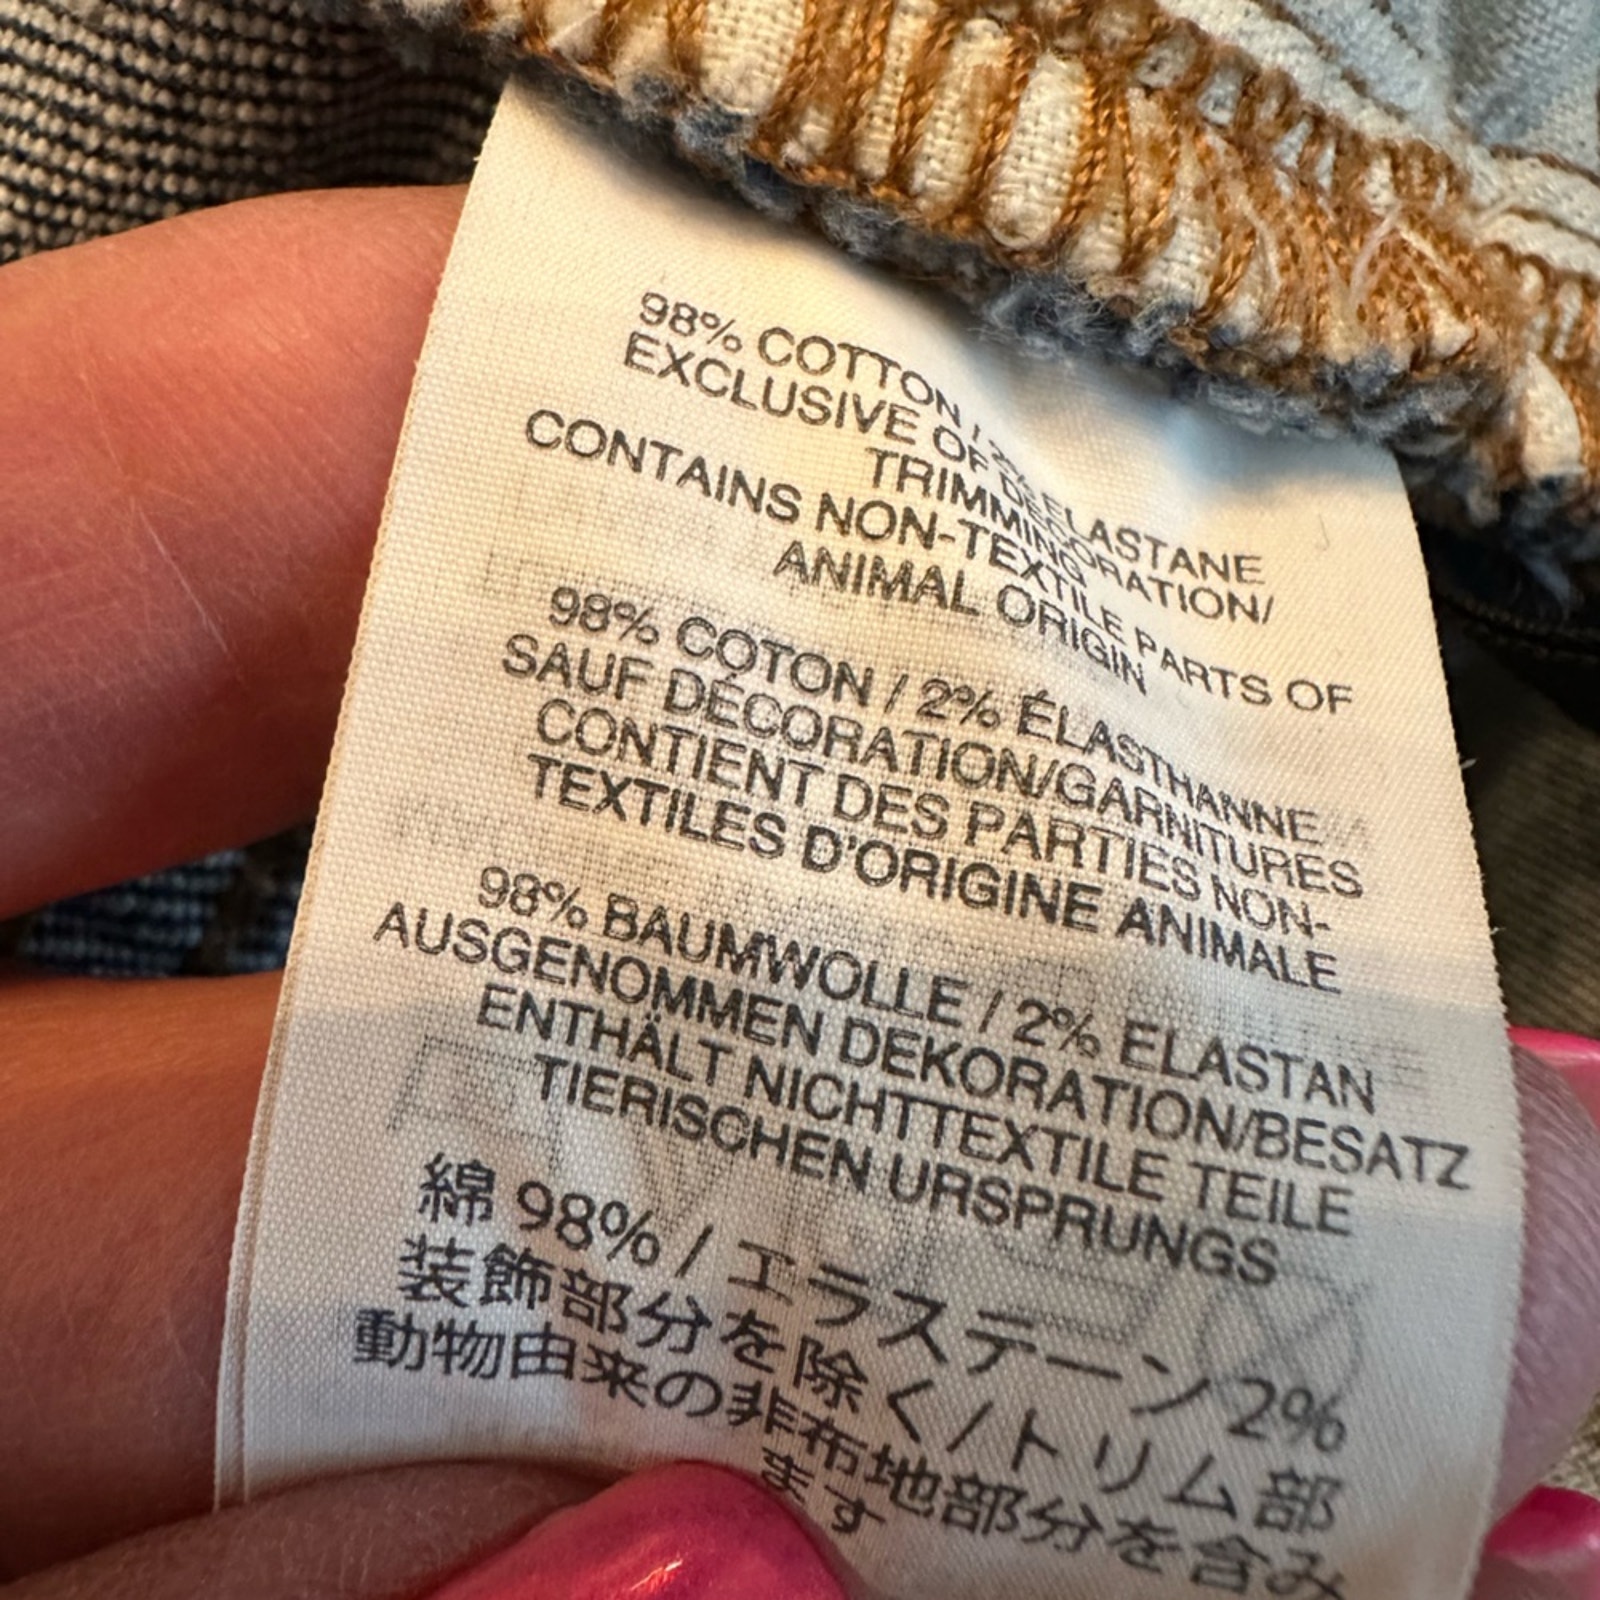 98% COTTON / 2% ELASTANE
EXCLUSIVE OF DECORATION/
TRIMMING
CONTAINS NON-TEXTILE PARTS OF
ANIMAL ORIGIN
98% COTON / 2% ÉLASTHANNE
SAUF DÉCORATION/GARNITURES
CONTIENT DES PARTIES NON-
TEXTILES D'ORIGINE ANIMALE
98% BAUMWOLLE / 2% ELASTAN
AUSGENOMMEN DEKORATION/BESATZ
ENTHÄLT NICHTTEXTILE TEILE
TIERISCHEN URSPRUNGS
綿 98% / エラステーン 2%
装飾部分を除く/トリム部
動物由来の非布地部分を含み
ます